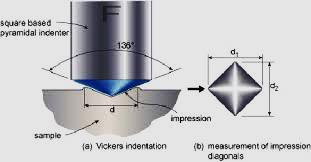 F
square based
pyramidal indenter
136°
d₁
d₂
d
impression
sample
(a) Vickers indentation
(b) measurement of impression
diagonals